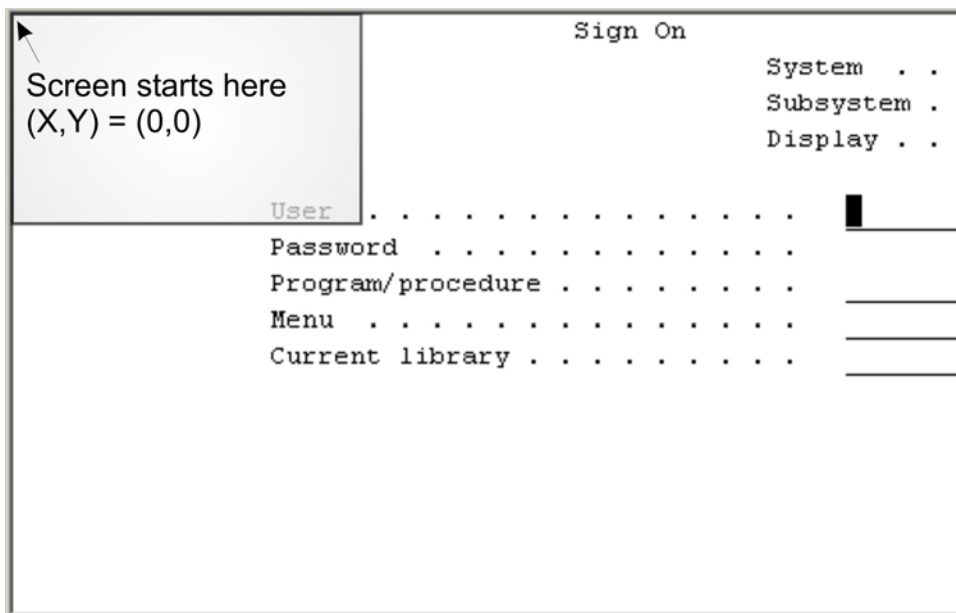 Sign On
System . .
Subsystem .
Display . .
Screen starts here
(X,Y) = (0,0)
User . . . . . . . . . . . . . .
Password . . . . . . . . . . . .
Program/procedure . . . . . . . .
Menu . . . . . . . . . . . . . .
Current library . . . . . . . . .